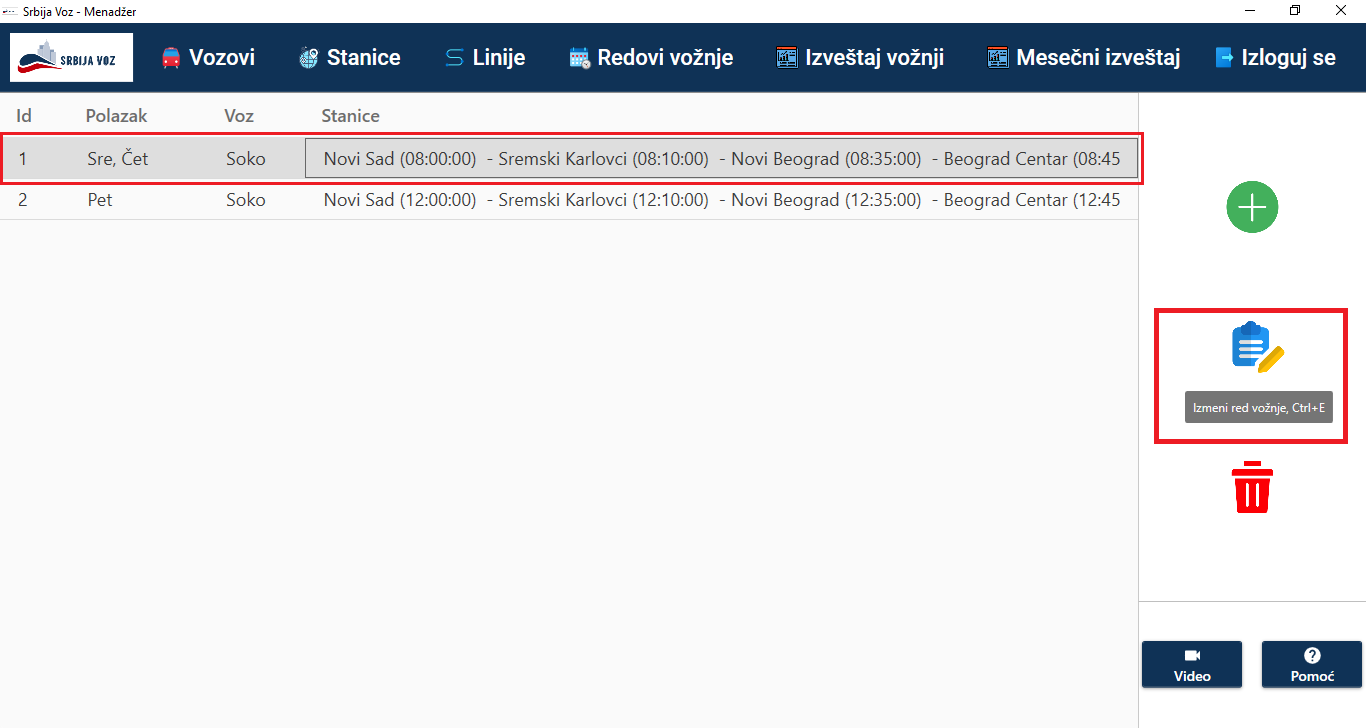 Srbija Voz - Menadžer
SRBIJA VOZ Vozovi Stanice Linije Redovi vožnje Izveštaj vožnji Mesečni izveštaj Izloguj se
Id Polazak Voz Stanice
1 Sre, Čet Soko Novi Sad (08:00:00) - Sremski Karlovci (08:10:00) - Novi Beograd (08:35:00) - Beograd Centar (08:45
2 Pet Soko Novi Sad (12:00:00) - Sremski Karlovci (12:10:00) - Novi Beograd (12:35:00) - Beograd Centar (12:45
Izmeni red vožnje, Ctrl+E
Video Pomoć